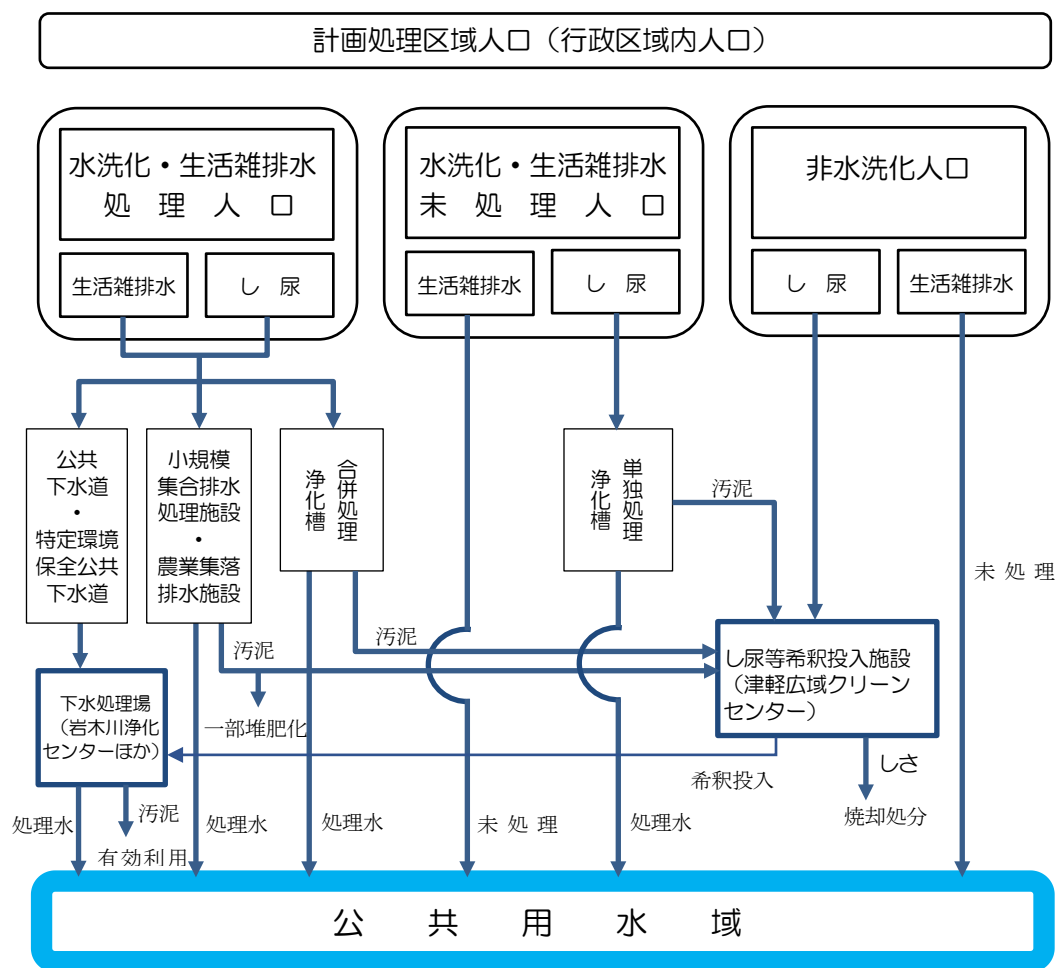 計画処理区域人口（行政区域内人口）
水洗化・生活雑排水
処理人口
生活雑排水
し尿
水洗化・生活雑排水
未処理人口
生活雑排水
し尿
非水洗化人口
し尿
生活雑排水
公共
下水道
・
特定環境
保全公共
下水道
小規模
集合排水
処理施設
・
農業集落
排水施設
合併処理
浄化槽
単独処理
浄化槽
汚泥
未処理
汚泥
汚泥
し尿等希釈投入施設
（津軽広域クリーン
センター）
下水処理場
（岩木川浄化
センターほか）
一部堆肥化
希釈投入
しさ
焼却処分
処理水
汚泥
有効利用
処理水
処理水
未処理
処理水
公共用水域